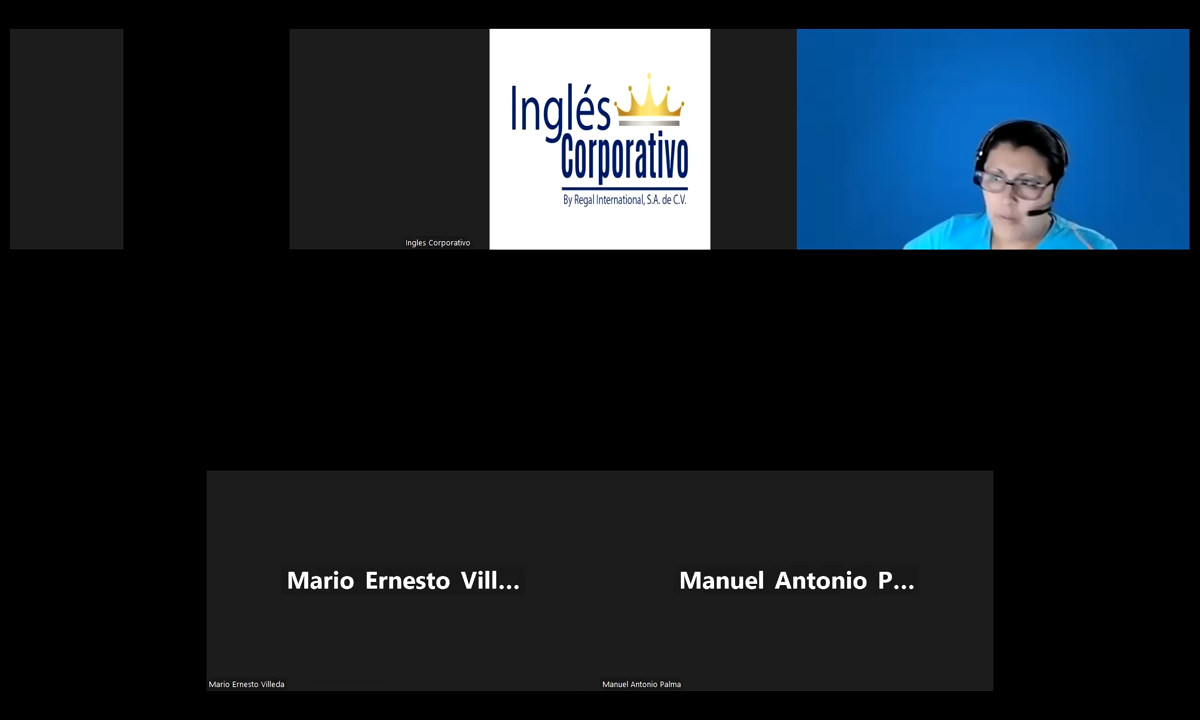 Inglés
Corporativo
By Regal International, S.A. de C.V.
Ingles Corporativo
Mario Ernesto Vill...
Manuel Antonio P...
Mario Ernesto Villeda
Manuel Antonio Palma